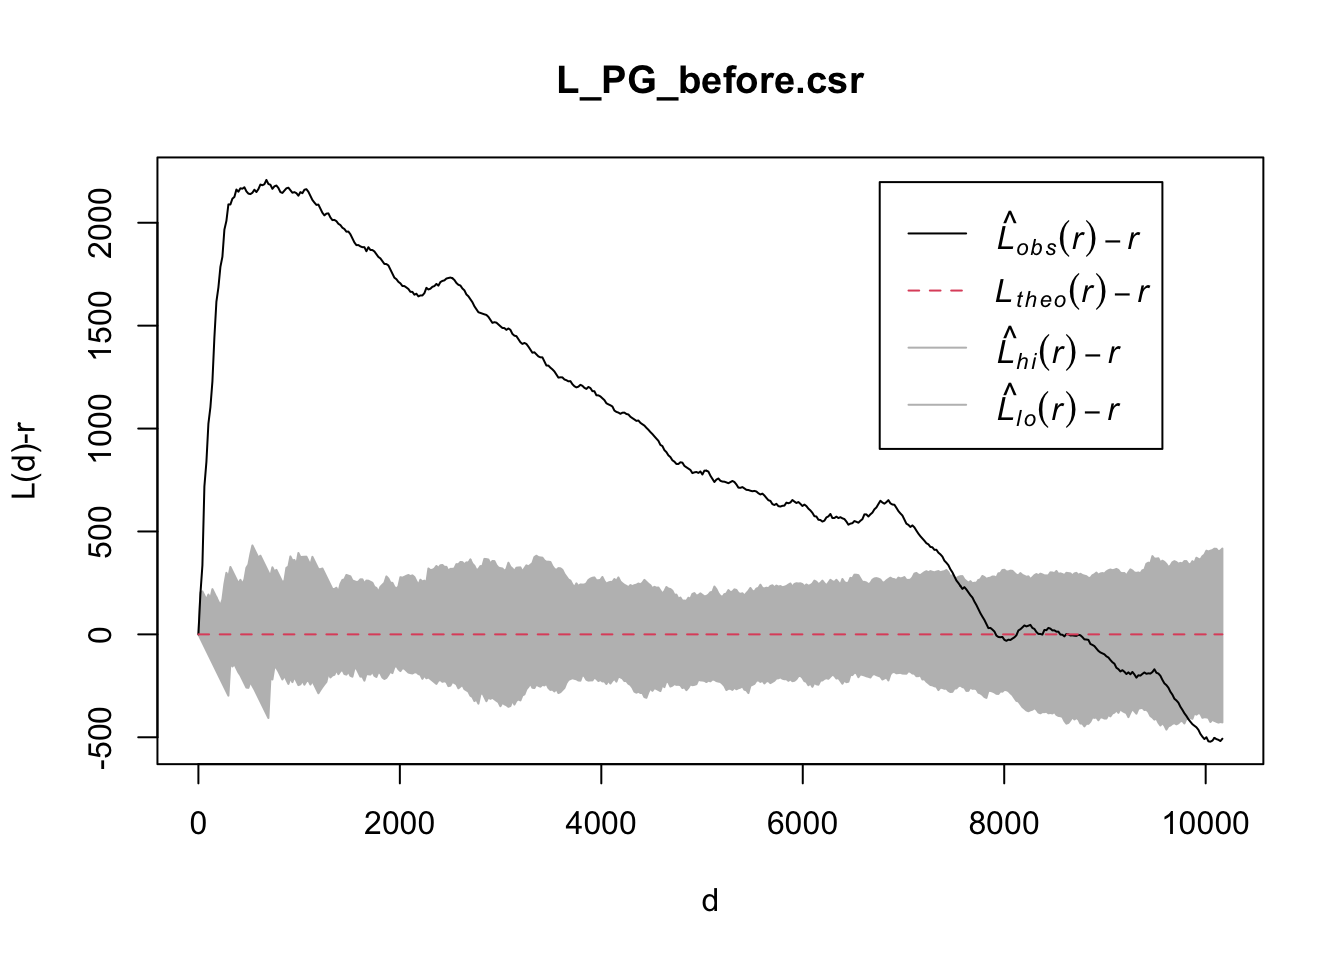 L_PG_before.csr
L(d)-r
2000
1500
1000
500
0
-500
L̂obs(r) – r
Ltheo(r) – r
L̂hi(r) – r
L̂lo(r) – r
0 2000 4000 6000 8000 10000
d